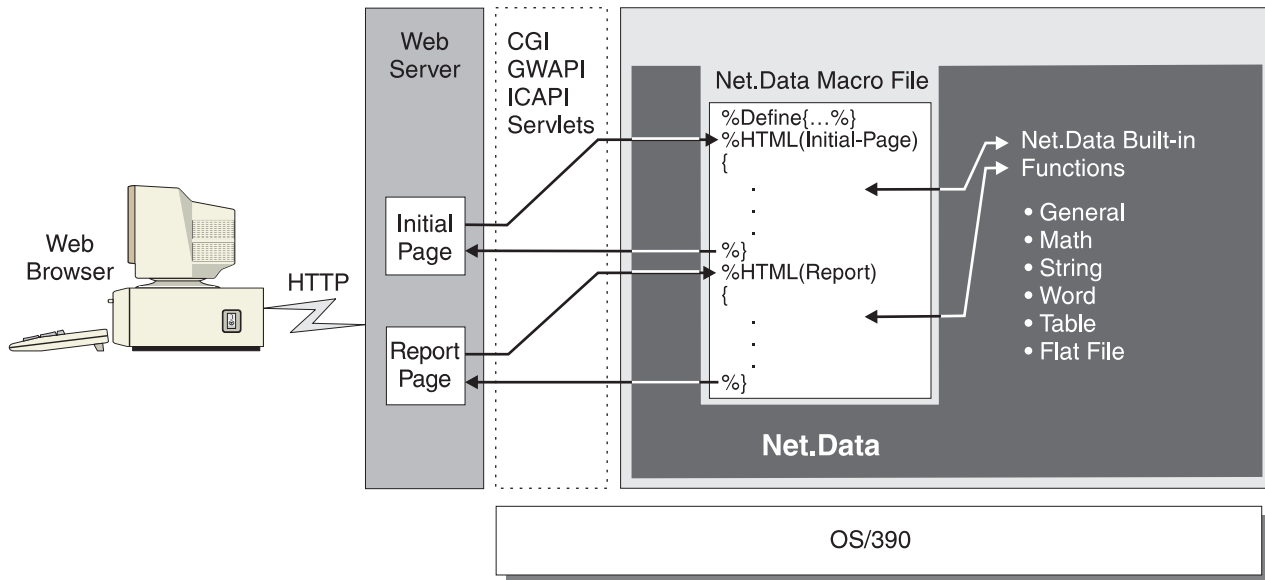 Web
Browser
HTTP
Web
Server
Initial
Page
Report
Page
CGI
GWAPI
ICAPI
Servlets
Net.Data Macro File
%Define{...%}
%HTML(Initial-Page)
{
.
.
.
%}
%HTML(Report)
{
.
.
.
%}
Net.Data Built-in
Functions
• General
• Math
• String
• Word
• Table
• Flat File
Net.Data
OS/390